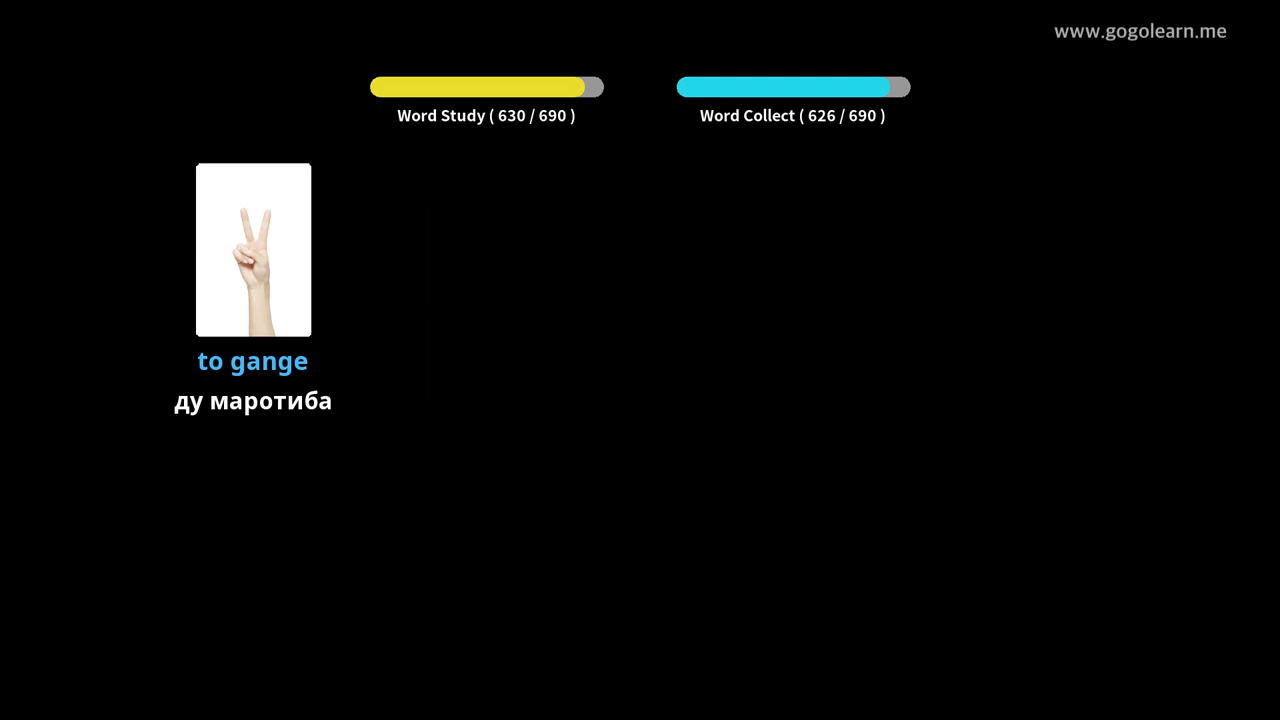 www.gogolearn.me
Word Study ( 630 / 690 )
Word Collect ( 626 / 690 )
to gange
ду маротиба